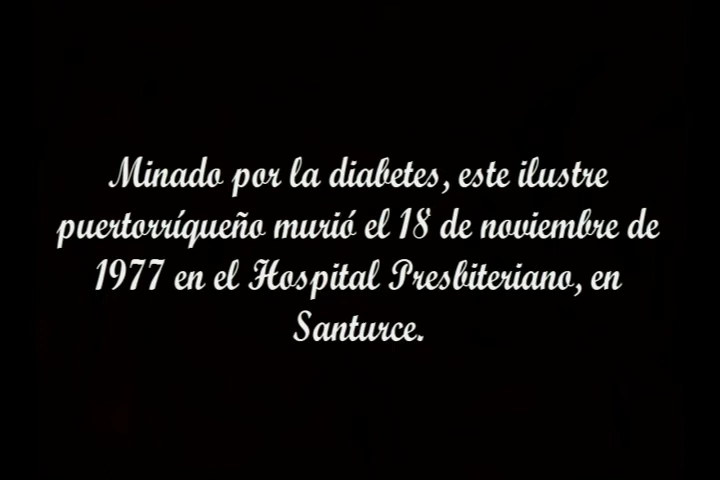 Minado por la diabetes, este ilustre
puertorríqueño murió el 18 de noviembre de
1977 en el Hospital Presbiteriano, en
Santurce.